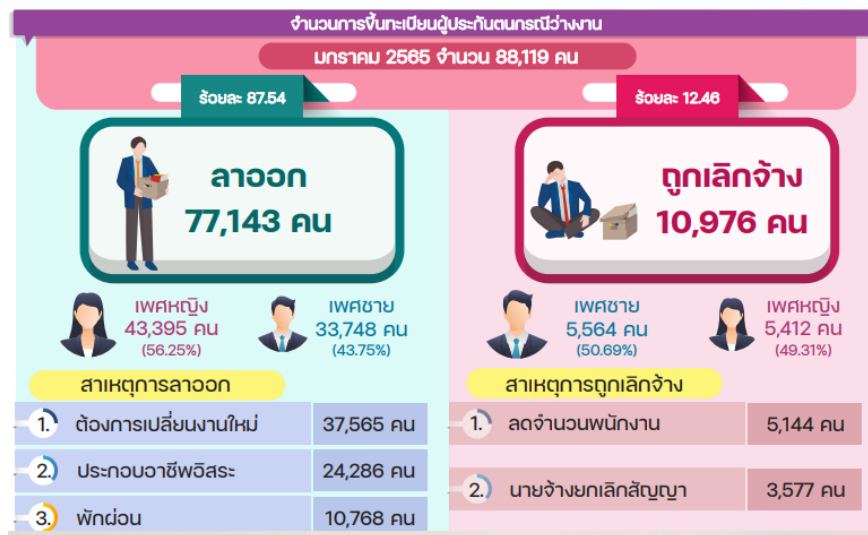 จำนวนการขึ้นทะเบียนผู้ประกันตนกรณีว่างงาน
มกราคม 2565 จำนวน 88,119 คน
ร้อยละ 87.54
ลาออก
77,143 คน
เพศหญิง
43,395 คน
(56.25%)
เพศชาย
33,748 คน
(43.75%)
สาเหตุการลาออก
1. ต้องการเปลี่ยนงานใหม่ 37,565 คน
2. ประกอบอาชีพอิสระ 24,286 คน
3. พักผ่อน 10,768 คน
ร้อยละ 12.46
ถูกเลิกจ้าง
10,976 คน
เพศชาย
5,564 คน
(50.69%)
เพศหญิง
5,412 คน
(49.31%)
สาเหตุการถูกเลิกจ้าง
1. ลดจำนวนพนักงาน 5,144 คน
2. นายจ้างยกเลิกสัญญา 3,577 คน